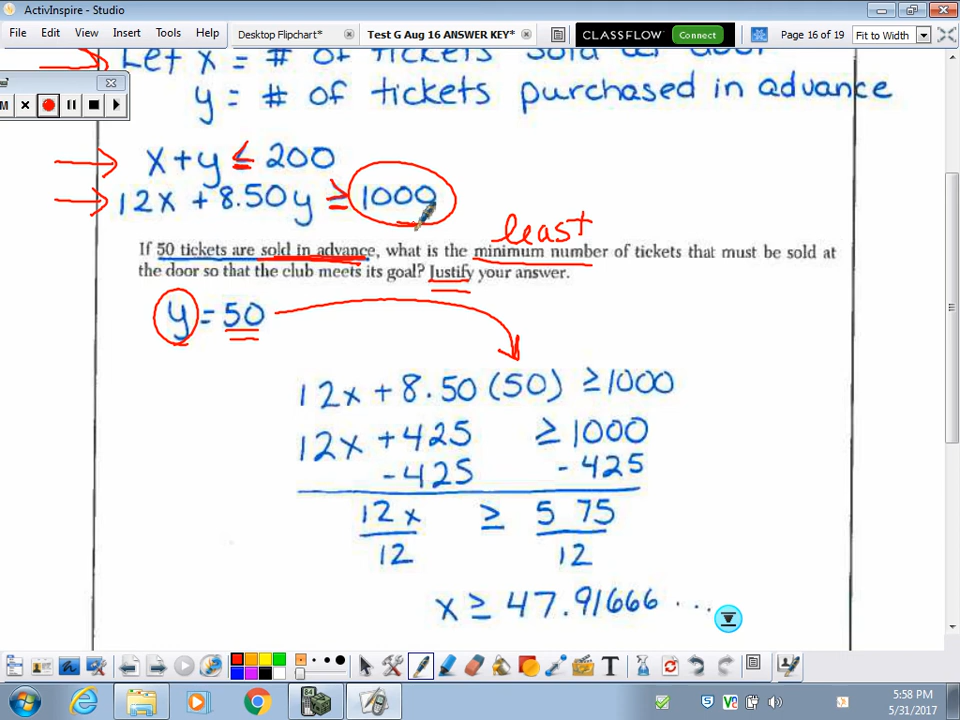 ActivInspire - Studio
File Edit View Insert Tools Help
Desktop Flipchart*
Test G Aug 16 ANSWER KEY*
CLASSFLOW Connect
Page 16 of 19
Fit to Width
Let x = # of tickets sold at door
y = # of tickets purchased in advance
M
x + y ≤ 200
12x + 8.50y ≥ 1000
least
If 50 tickets are sold in advance, what is the minimum number of tickets that must be sold at
the door so that the club meets its goal? Justify your answer.
y = 50
12x + 8.50 (50) ≥ 1000
12x + 425 ≥ 1000
- 425 - 425
12x ≥ 575
12 12
x ≥ 47.91666 ...
T
5:58 PM
5/31/2017